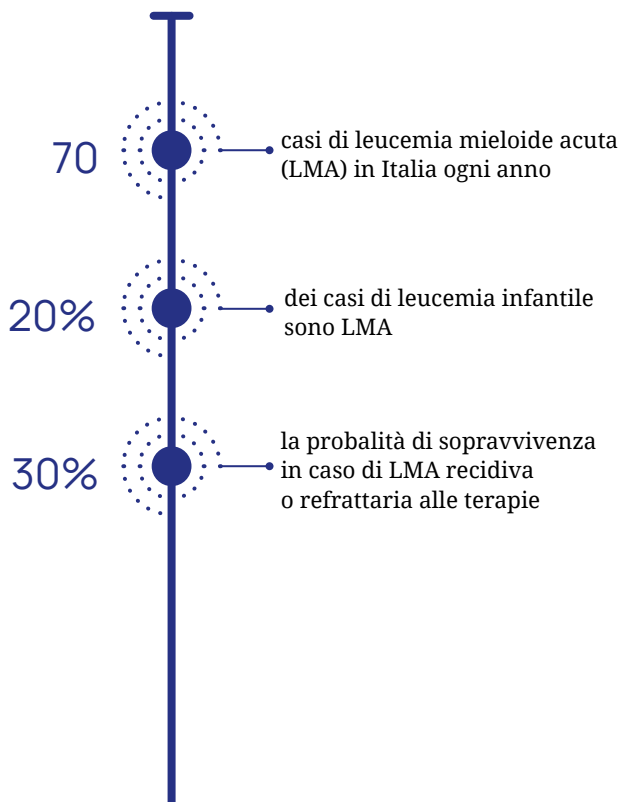 70
casi di leucemia mieloide acuta
(LMA) in Italia ogni anno
20%
dei casi di leucemia infantile
sono LMA
30%
la probalità di sopravvivenza
in caso di LMA recidiva
o refrattaria alle terapie